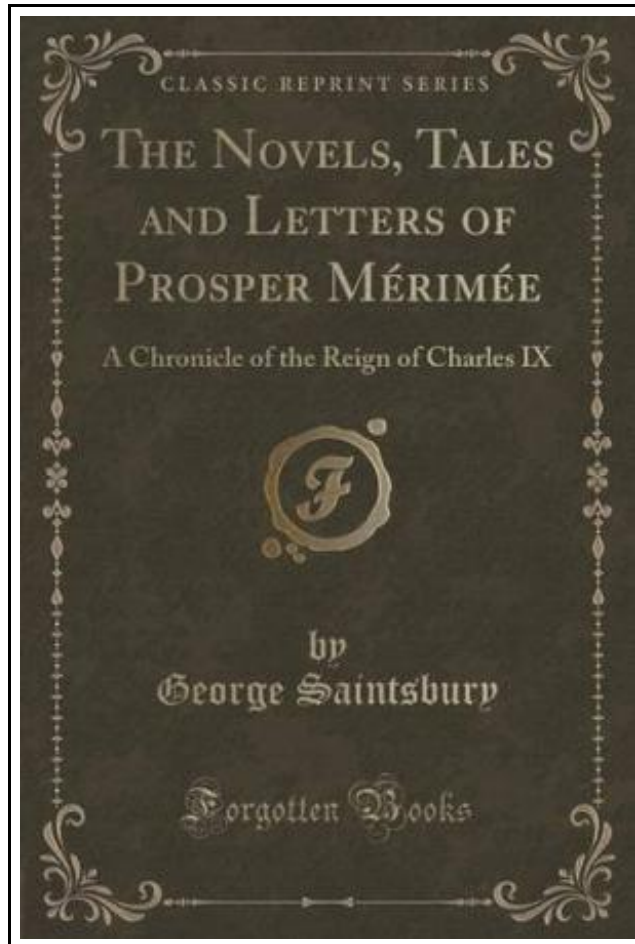 CLASSIC REPRINT SERIES
THE NOVELS, TALES
AND LETTERS OF
PROSPER MÉRIMÉE
A Chronicle of the Reign of Charles IX
F
by
George Saintsbury
Forgotten Books